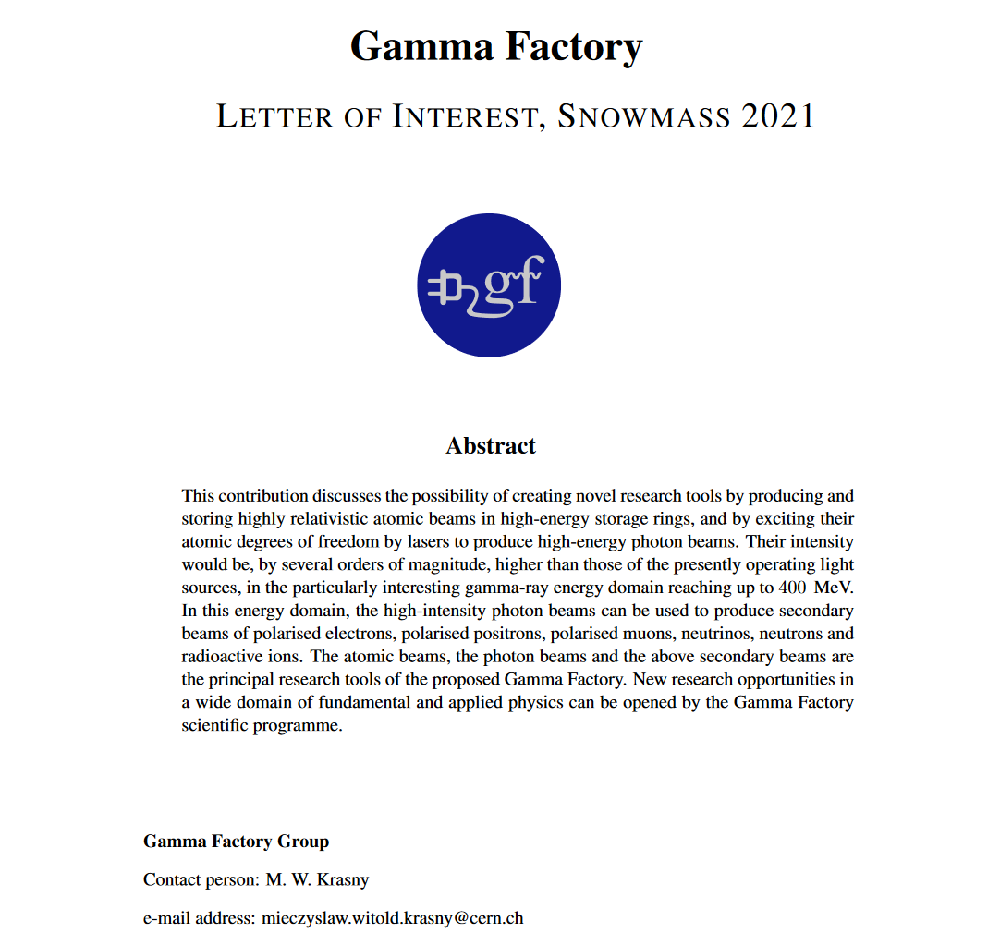 Gamma Factory
LETTER OF INTEREST, SNOWMASS 2021
gf
Abstract
This contribution discusses the possibility of creating novel research tools by producing and
storing highly relativistic atomic beams in high-energy storage rings, and by exciting their
atomic degrees of freedom by lasers to produce high-energy photon beams. Their intensity
would be, by several orders of magnitude, higher than those of the presently operating light
sources, in the particularly interesting gamma-ray energy domain reaching up to 400 MeV.
In this energy domain, the high-intensity photon beams can be used to produce secondary
beams of polarised electrons, polarised positrons, polarised muons, neutrinos, neutrons and
radioactive ions. The atomic beams, the photon beams and the above secondary beams are
the principal research tools of the proposed Gamma Factory. New research opportunities in
a wide domain of fundamental and applied physics can be opened by the Gamma Factory
scientific programme.
Gamma Factory Group
Contact person: M. W. Krasny
e-mail address: mieczyslaw.witold.krasny@cern.ch